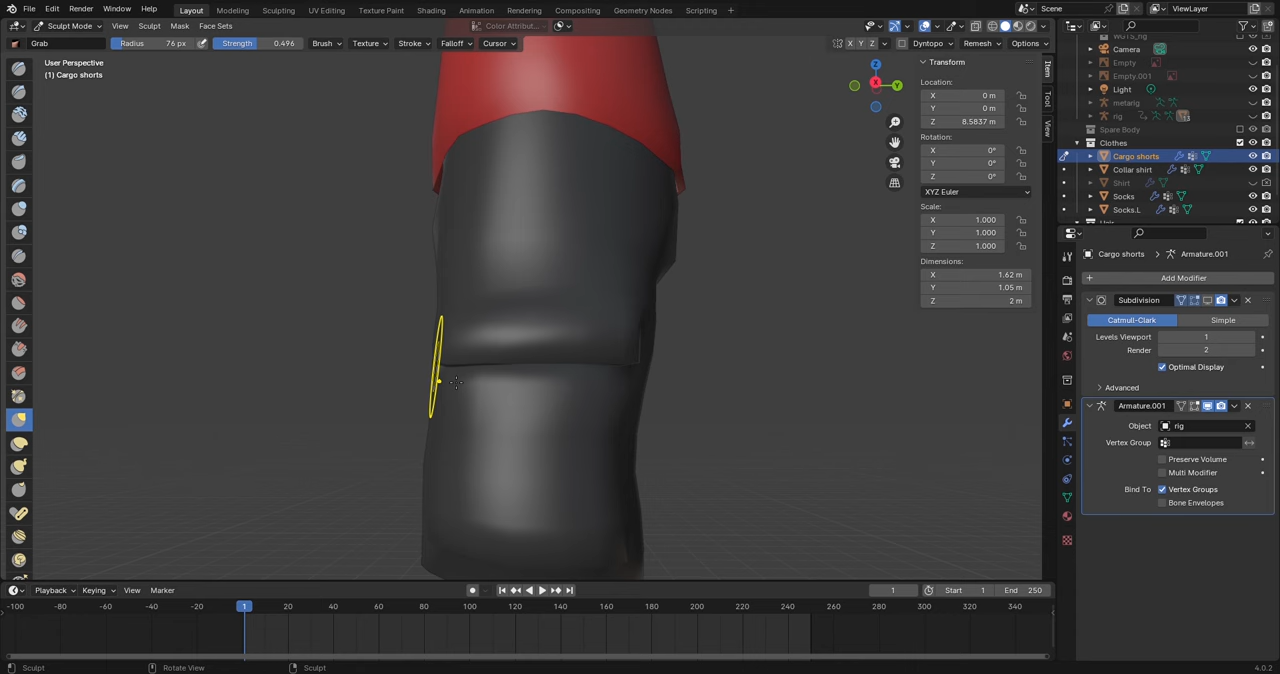 File Edit Render Window Help Layout Modeling Sculpting UV Editing Texture Paint Shading Animation Rendering Compositing Geometry Nodes Scripting + Scene ViewLayer
Sculpt Mode View Sculpt Mask Face Sets Color Attribut...
Grab Radius 76 px Strength 0.496 Brush Texture Stroke Falloff Cursor X Y Z Dyntopo Remesh Options
User Perspective
(1) Cargo shorts
Z
X
Y
Transform
Location:
X 0 m
Y 0 m
Z 8.5837 m
Rotation:
X 0°
Y 0°
Z 0°
XYZ Euler
Scale:
X 1.000
Y 1.000
Z 1.000
Dimensions:
X 1.62 m
Y 1.05 m
Z 2 m
Item
Tool
View
WGTS_rig
Camera
Empty
Empty.001
Light
metarig
rig 13
Spare Body
Clothes
Cargo shorts
Collar shirt
Shirt
Socks
Socks.L
Cargo shorts > Armature.001
+ Add Modifier
Subdivision
Catmull-Clark Simple
Levels Viewport 1
Render 2
Optimal Display
Advanced
Armature.001
Object rig
Vertex Group
Preserve Volume
Multi Modifier
Bind To Vertex Groups
Bone Envelopes
Playback Keying View Marker 1 Start 1 End 250
-100 -80 -60 -40 -20 1 20 40 60 80 100 120 140 160 180 200 220 240 260 280 300 320 340
Sculpt Rotate View Sculpt 4.0.2